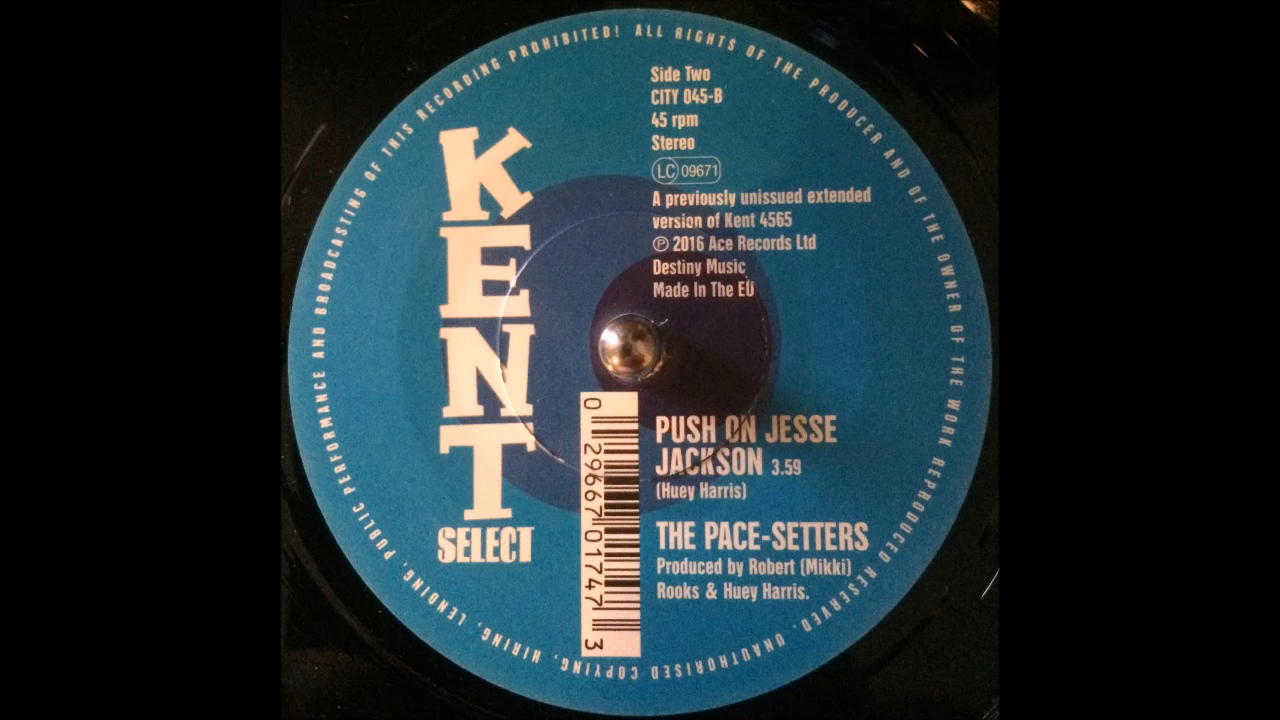 PUBLIC PERFORMANCE AND BROADCASTING OF THIS RECORDING PROHIBITED! ALL RIGHTS OF THE PRODUCER AND OF THE OWNER OF THE WORK REPRODUCED RESERVED. UNAUTHORISED COPYING, HIRING, LENDING,
Side Two
CITY 045-B
45 rpm
Stereo
LC 09671
A previously unissued extended
version of Kent 4565
℗ 2016 Ace Records Ltd
Destiny Music
Made In The EU
KENT
SELECT
0 29667 01747 3
PUSH ON JESSE
JACKSON 3.59
(Huey Harris)
THE PACE-SETTERS
Produced by Robert (Mikki)
Rooks & Huey Harris.